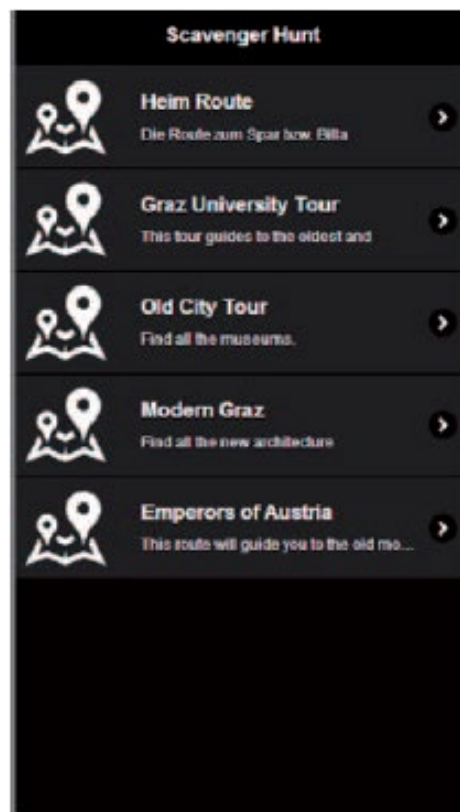 Scavenger Hunt
Heim Route
Die Route zum Spar bzw. Billa
Graz University Tour
This tour guides to the oldest and
Old City Tour
Find all the museums.
Modern Graz
Find all the new architecture
Emperors of Austria
This route will guide you to the old mo...